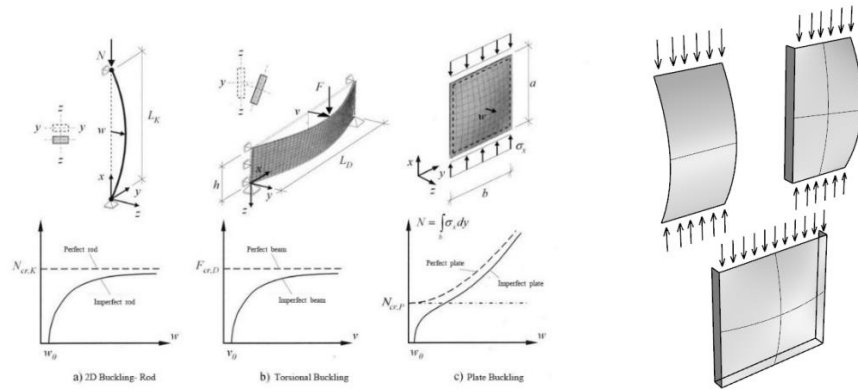 N
L_K
y
z
y
w
z
x
y
z
y
z
F
v
x
h
y
z
L_D
a
w
x
y
z
σ_x
b
N_cr,K
Perfect rod
Imperfect rod
w_0
w
F_cr,D
Perfect beam
Imperfect beam
v_0
v
N = ∫_b σ_x dy
Perfect plate
Imperfect plate
N_cr,P
w_0
w
a) 2D Buckling- Rod
b) Torsional Buckling
c) Plate Buckling